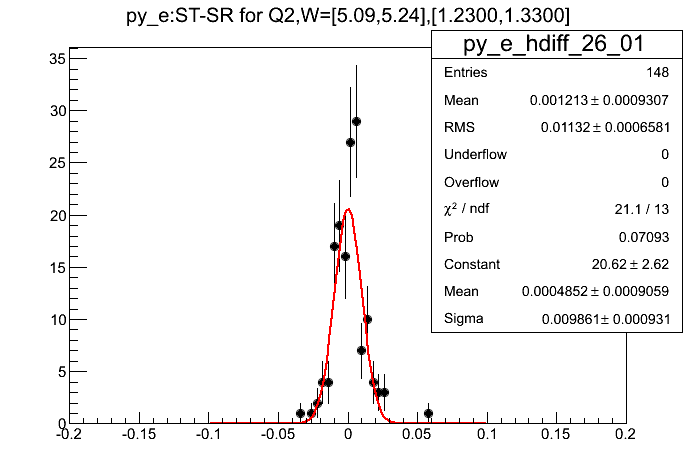 py_e:ST-SR for Q2,W=[5.09,5.24],[1.2300,1.3300]
py_e_hdiff_26_01
Entries 148
Mean 0.001213 ± 0.0009307
RMS 0.01132 ± 0.0006581
Underflow 0
Overflow 0
χ² / ndf 21.1 / 13
Prob 0.07093
Constant 20.62 ± 2.62
Mean 0.0004852 ± 0.0009059
Sigma 0.009861 ± 0.000931
35
30
25
20
15
10
5
0
-0.2 -0.15 -0.1 -0.05 0 0.05 0.1 0.15 0.2